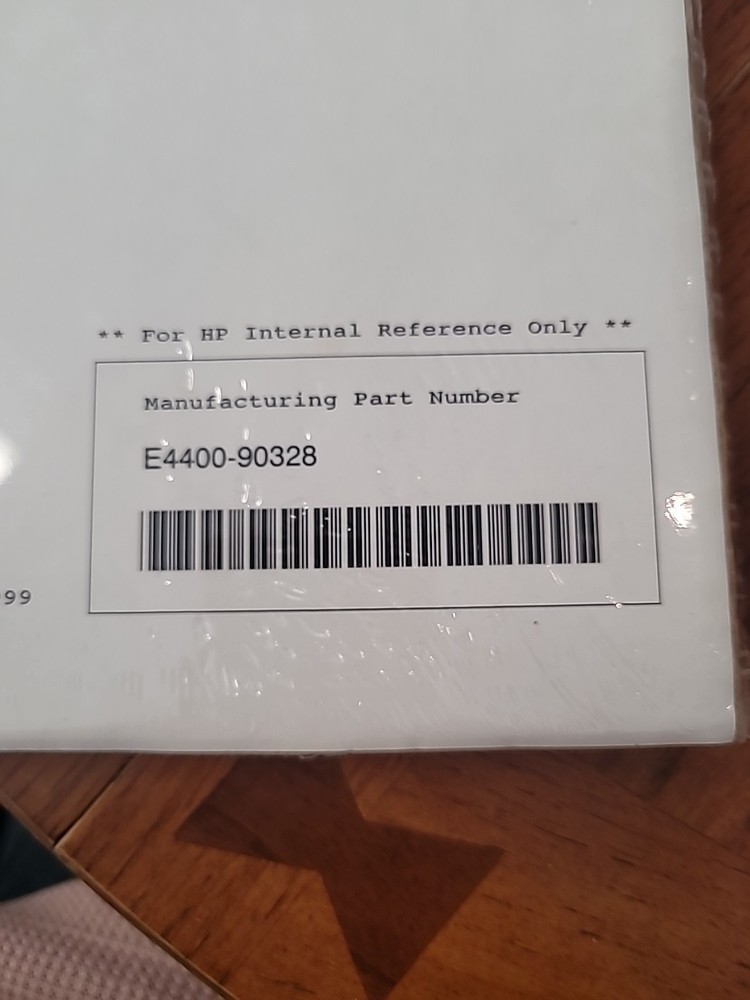 ** For HP Internal Reference Only **
Manufacturing Part Number
E4400-90328
99